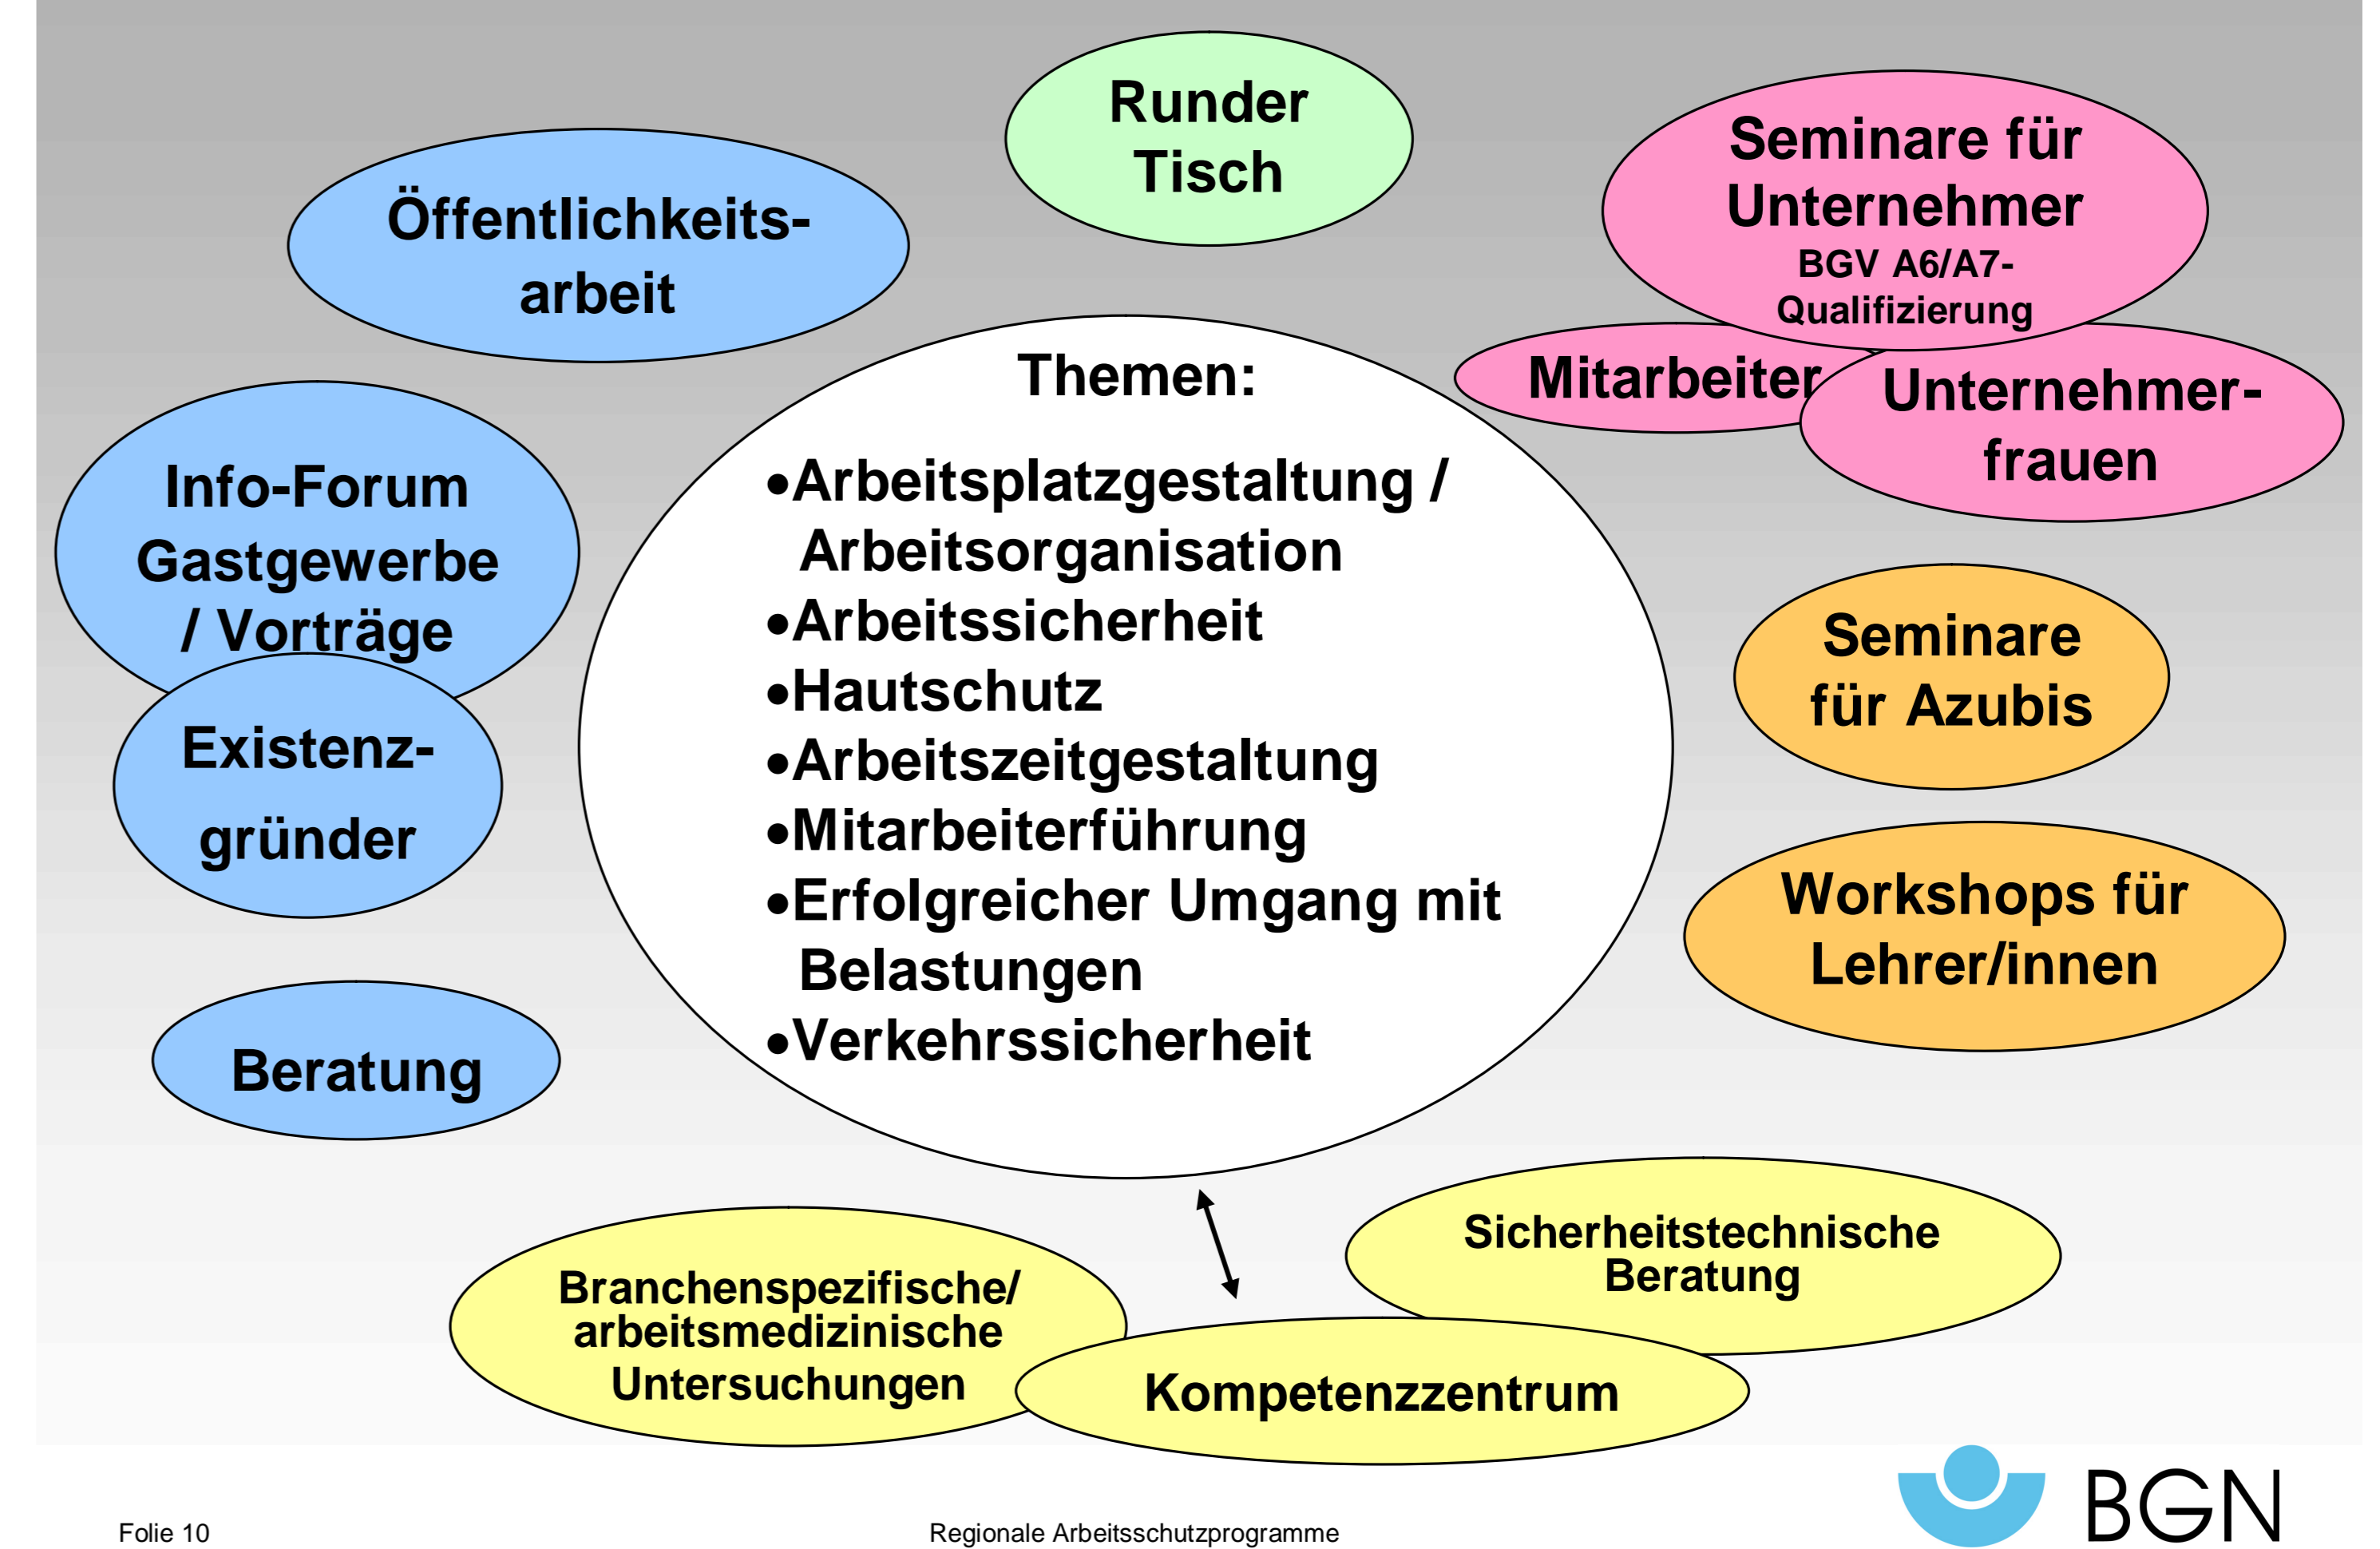 Runder
Tisch
Öffentlichkeits-
arbeit
Seminare für
Unternehmer
BGV A6/A7-
Qualifizierung
Mitarbeiter
Unternehmer-
frauen
Info-Forum
Gastgewerbe
/ Vorträge
Existenz-
gründer
Beratung
Themen:
•Arbeitsplatzgestaltung /
Arbeitsorganisation
•Arbeitssicherheit
•Hautschutz
•Arbeitszeitgestaltung
•Mitarbeiterführung
•Erfolgreicher Umgang mit
Belastungen
•Verkehrssicherheit
Seminare
für Azubis
Workshops für
Lehrer/innen
Branchenspezifische/
arbeitsmedizinische
Untersuchungen
Sicherheitstechnische
Beratung
Kompetenzzentrum
Folie 10
Regionale Arbeitsschutzprogramme
BGN